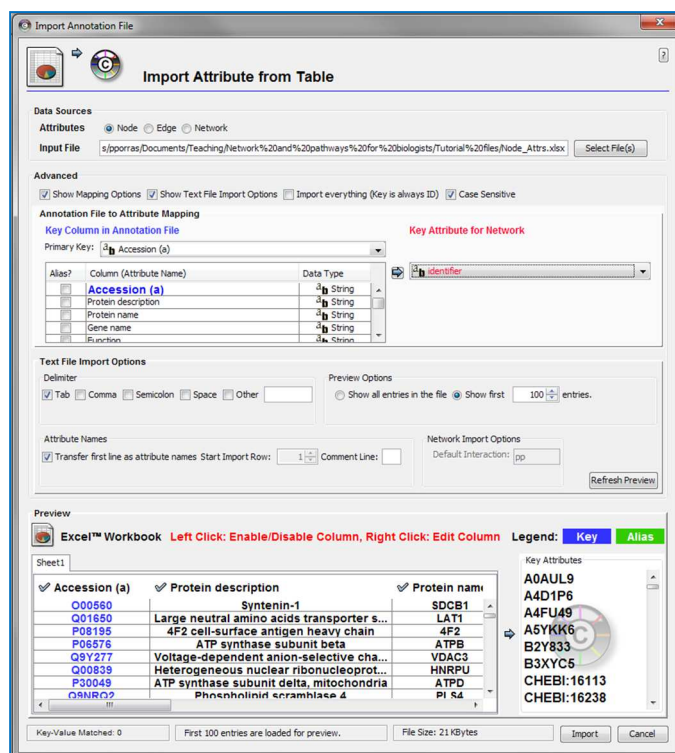 Import Annotation File
Import Attribute from Table
Data Sources
Attributes Node Edge Network
Input File s/pporras/Documents/Teaching/Network%20and%20pathways%20for%20biologists/Tutorial%20files/Node_Attrs.xlsx Select File(s)
Advanced
Show Mapping Options Show Text File Import Options Import everything (Key is always ID) Case Sensitive
Annotation File to Attribute Mapping
Key Column in Annotation File Key Attribute for Network
Primary Key: ab Accession (a)
ab identifier
Alias? Column (Attribute Name) Data Type
Accession (a) ab String
Protein description ab String
Protein name ab String
Gene name ab String
Function ab String
Text File Import Options
Delimiter Preview Options
Tab Comma Semicolon Space Other Show all entries in the file Show first 100 entries.
Attribute Names Network Import Options
Transfer first line as attribute names Start Import Row: 1 Comment Line: Default Interaction: pp
Refresh Preview
Preview
Excel™ Workbook Left Click: Enable/Disable Column, Right Click: Edit Column Legend: Key Alias
Sheet1 Key Attributes
Accession (a) Protein description Protein name
O00560 Syntenin-1 SDCB1
Q01650 Large neutral amino acids transporter s... LAT1
P08195 4F2 cell-surface antigen heavy chain 4F2
P06576 ATP synthase subunit beta ATPB
Q9Y277 Voltage-dependent anion-selective cha... VDAC3
Q00839 Heterogeneous nuclear ribonucleoprot... HNRPU
P30049 ATP synthase subunit delta, mitochondria ATPD
Q9NRQ2 Phospholipid scramblase 4 PLS4
A0AUL9
A4D1P6
A4FU49
A5YKK6
B2Y833
B3XYC5
CHEBI:16113
CHEBI:16238
Key-Value Matched: 0 First 100 entries are loaded for preview. File Size: 21 KBytes Import Cancel